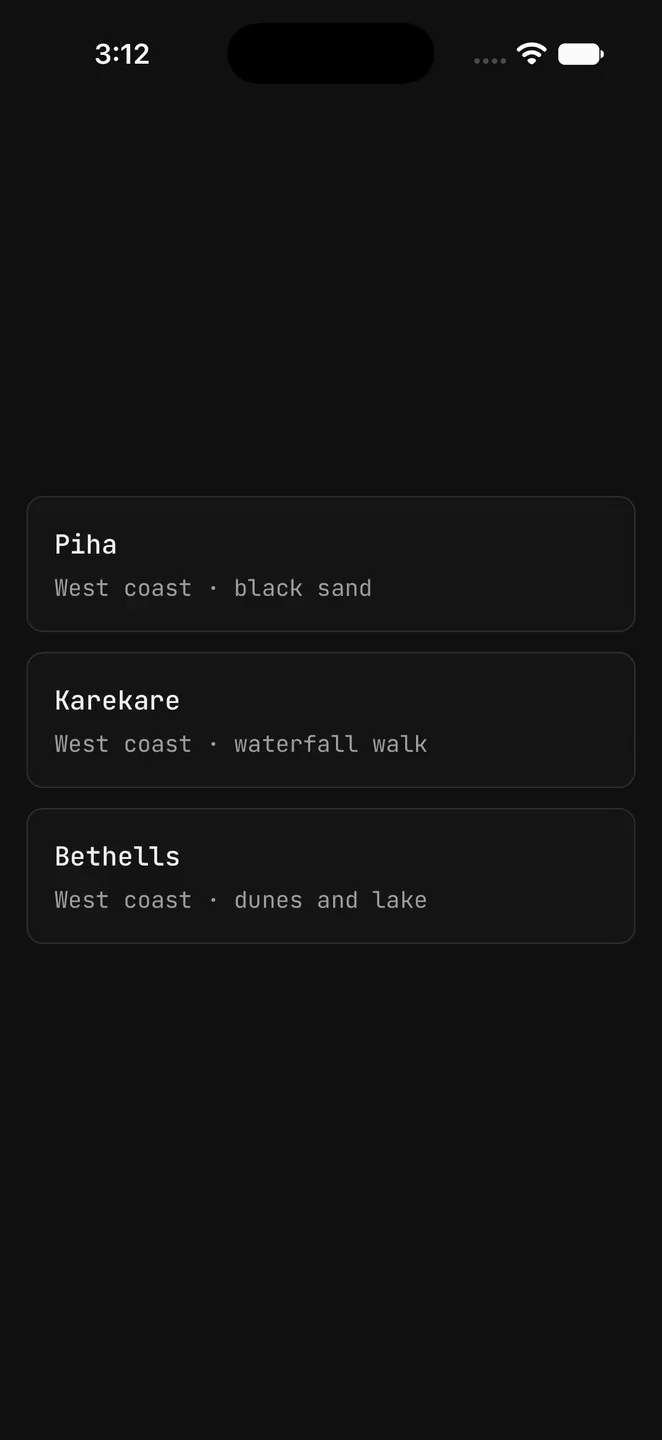 3:12
Piha
West coast · black sand
Karekare
West coast · waterfall walk
Bethells
West coast · dunes and lake